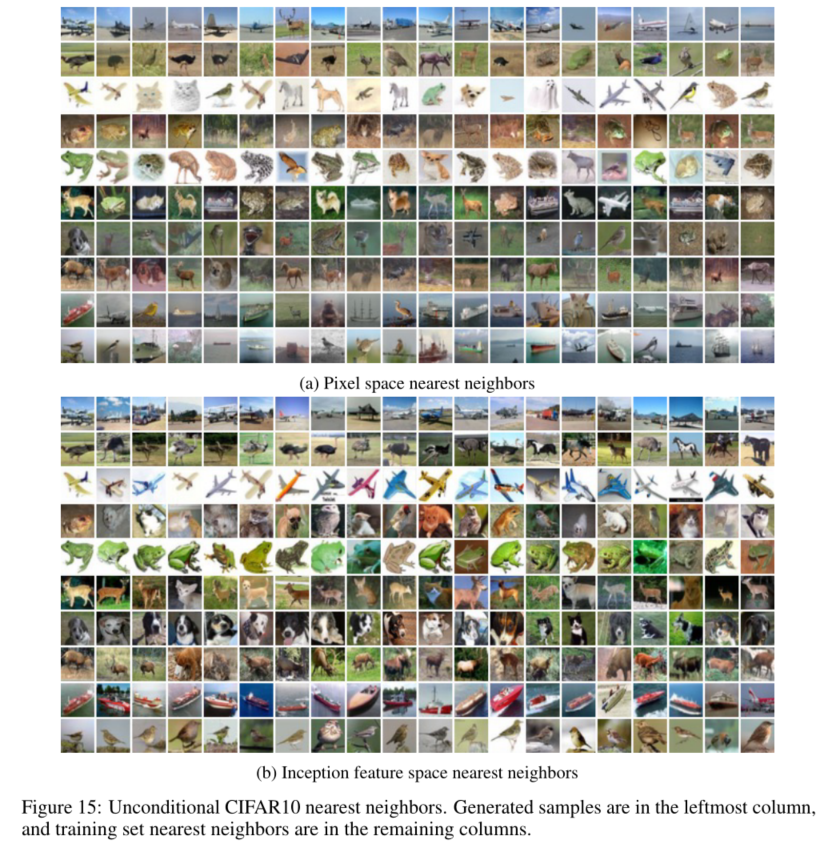 (a) Pixel space nearest neighbors
(b) Inception feature space nearest neighbors
Figure 15: Unconditional CIFAR10 nearest neighbors. Generated samples are in the leftmost column,
and training set nearest neighbors are in the remaining columns.